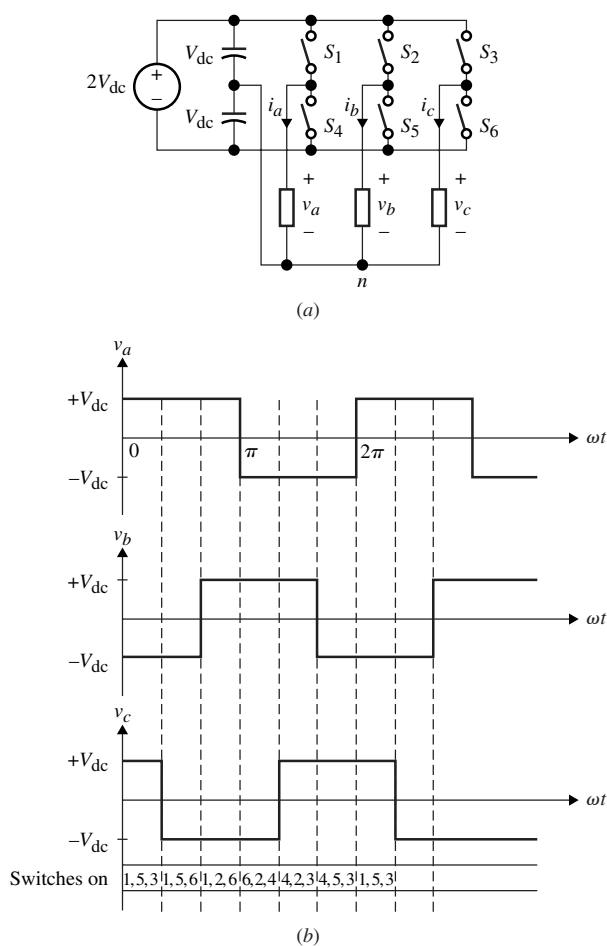 V_dc S_1 S_2 S_3
2V_dc + −
V_dc i_a S_4 i_b S_5 i_c S_6
+ + +
v_a v_b v_c
− − −
n
(a)
v_a
+V_dc
ωt
0 π 2π
−V_dc
v_b
+V_dc
ωt
−V_dc
v_c
+V_dc
ωt
−V_dc
Switches on 1,5,3 1,5,6 1,2,6 6,2,4 4,2,3 4,5,3 1,5,3
(b)